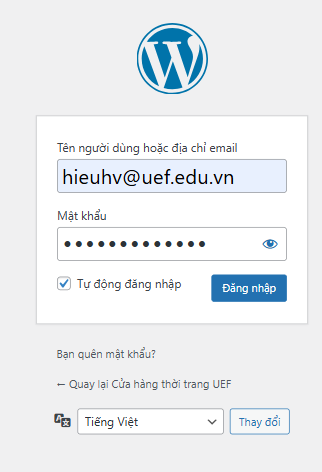 Tên người dùng hoặc địa chỉ email
hieuhv@uef.edu.vn
Mật khẩu
•••••••••••••
Tự động đăng nhập
Đăng nhập
Bạn quên mật khẩu?
← Quay lại Cửa hàng thời trang UEF
Tiếng Việt
Thay đổi